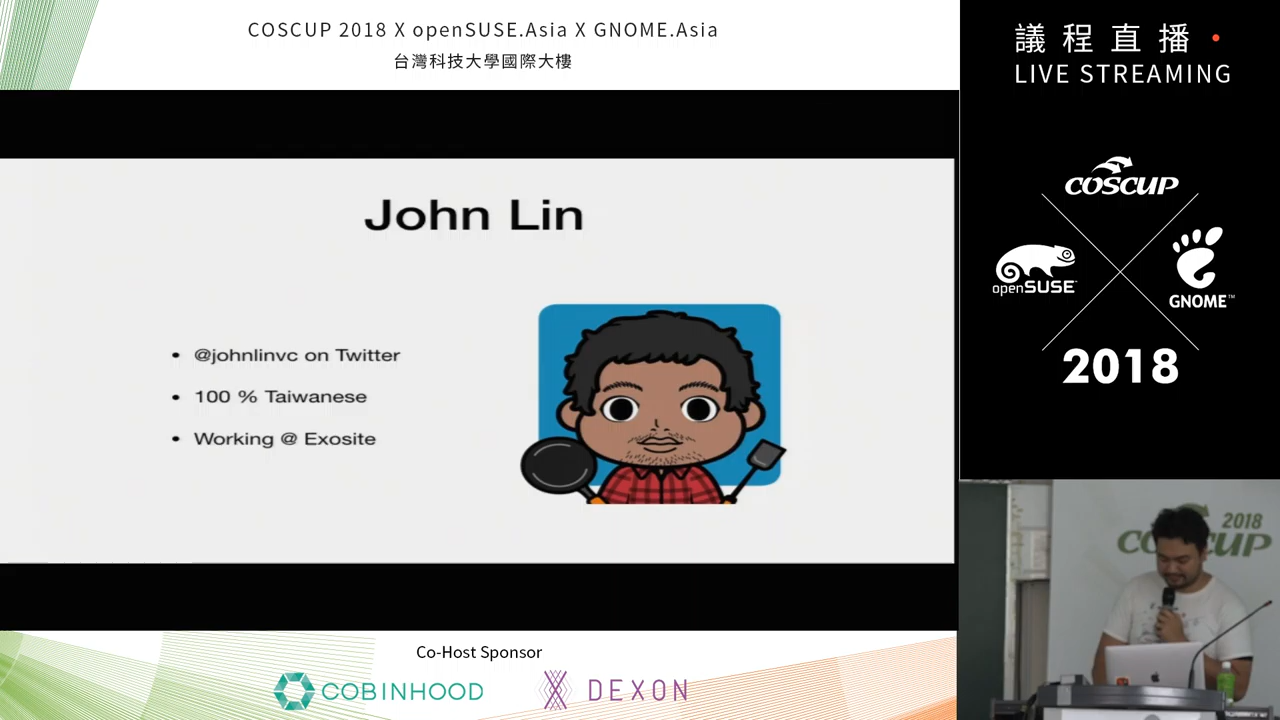 COSCUP 2018 X openSUSE.Asia X GNOME.Asia
台灣科技大學國際大樓
議程直播
LIVE STREAMING
John Lin
• @johnlinvc on Twitter
• 100 % Taiwanese
• Working @ Exosite
COSCUP
openSUSE
GNOME™
2018
2018
COSCUP
Co-Host Sponsor
COBINHOOD
DEXON